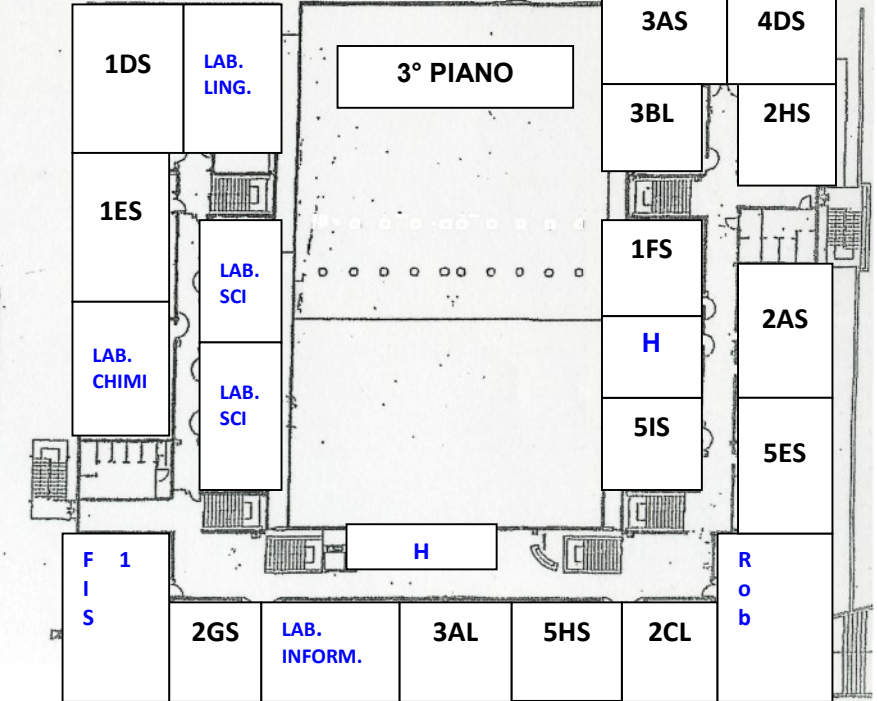 3AS
4DS
1DS
LAB.
LING.
3° PIANO
3BL
2HS
1ES
1FS
LAB.
SCI
2AS
H
LAB.
CHIMI
LAB.
SCI
5IS
5ES
H
F 1
I
S
R
o
b
2GS
LAB.
INFORM.
3AL
5HS
2CL